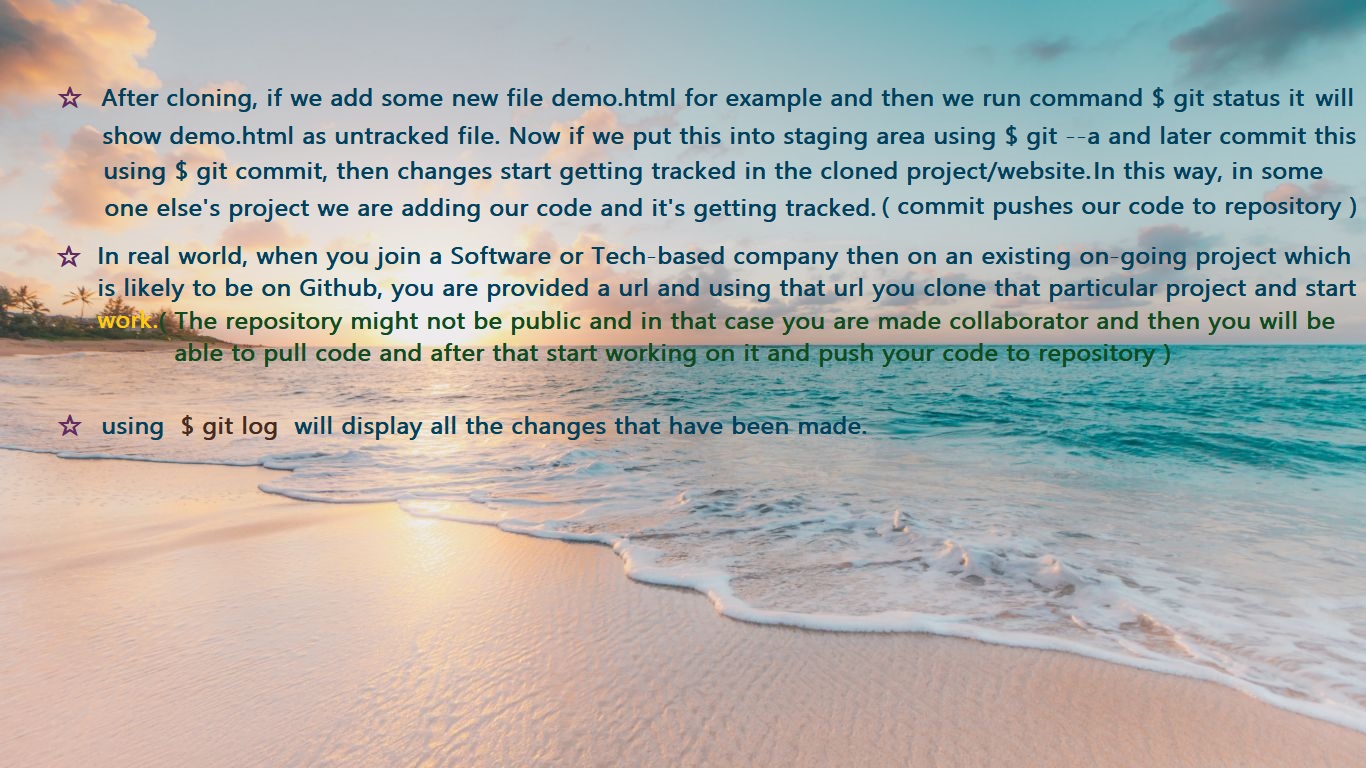 ☆ After cloning, if we add some new file demo.html for example and then we run command $ git status it will
show demo.html as untracked file. Now if we put this into staging area using $ git --a and later commit this
using $ git commit, then changes start getting tracked in the cloned project/website.In this way, in some
one else's project we are adding our code and it's getting tracked. ( commit pushes our code to repository )
☆ In real world, when you join a Software or Tech-based company then on an existing on-going project which
is likely to be on Github, you are provided a url and using that url you clone that particular project and start
work.( The repository might not be public and in that case you are made collaborator and then you will be
able to pull code and after that start working on it and push your code to repository )
☆ using $ git log will display all the changes that have been made.